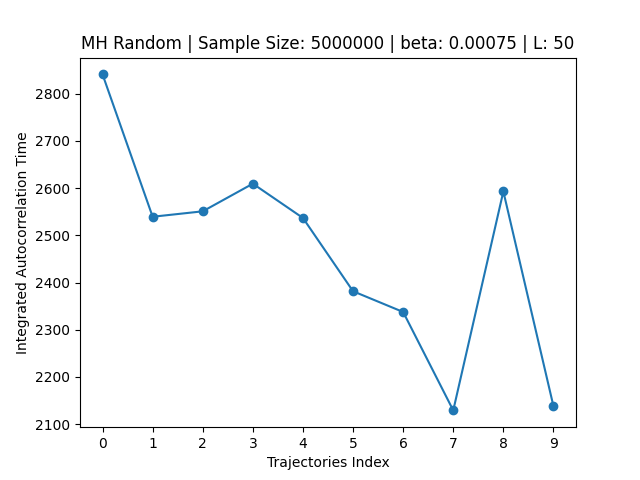 MH Random | Sample Size: 5000000 | beta: 0.00075 | L: 50
Integrated Autocorrelation Time
2800
2700
2600
2500
2400
2300
2200
2100
0 1 2 3 4 5 6 7 8 9
Trajectories Index